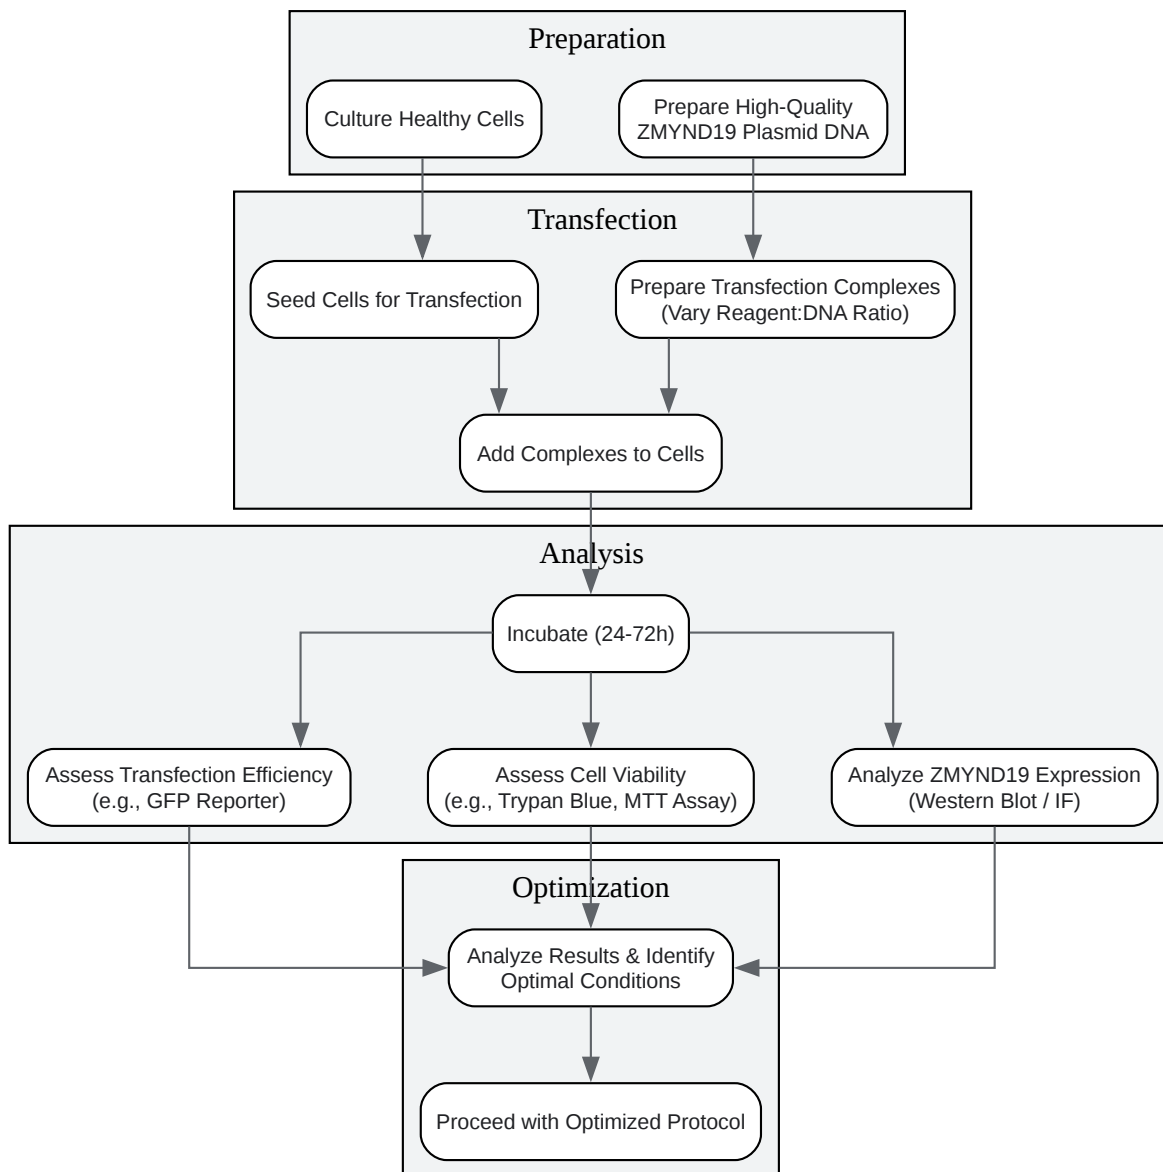 Preparation
Culture Healthy Cells
Prepare High-Quality
ZMYND19 Plasmid DNA
Transfection
Seed Cells for Transfection
Prepare Transfection Complexes
(Vary Reagent:DNA Ratio)
Add Complexes to Cells
Analysis
Incubate (24-72h)
Assess Transfection Efficiency
(e.g., GFP Reporter)
Assess Cell Viability
(e.g., Trypan Blue, MTT Assay)
Analyze ZMYND19 Expression
(Western Blot / IF)
Optimization
Analyze Results & Identify
Optimal Conditions
Proceed with Optimized Protocol